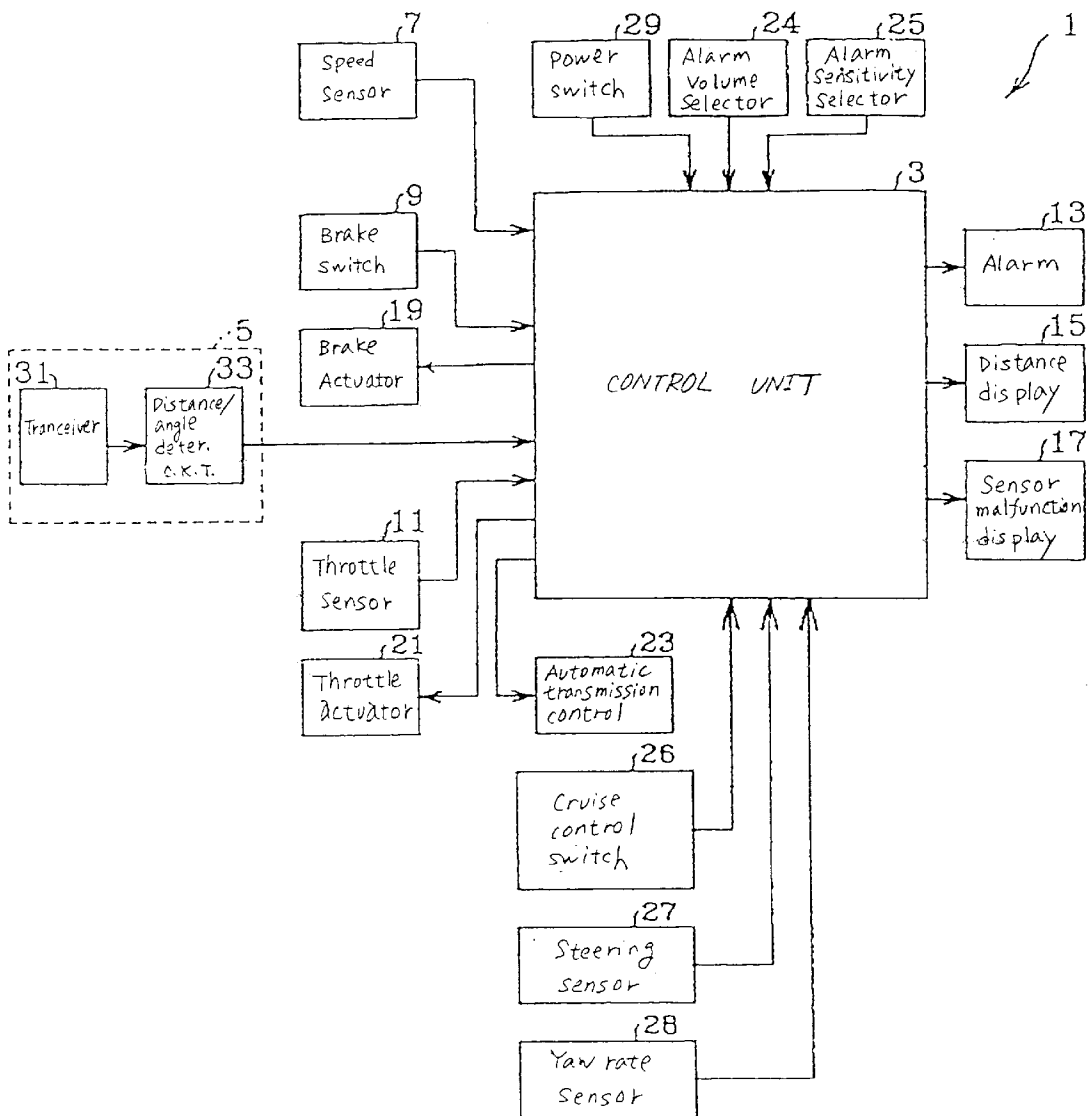 7
29
24
25
1
Speed
Sensor
Power
switch
Alarm
Volume
Selector
Alarm
Sensitivity
Selector
3
9
Brake
switch
13
Alarm
19
Brake
Actuator
15
Distance
display
5
31
33
Tranceiver
Distance/
angle
deter.
C.K.T.
CONTROL UNIT
17
Sensor
malfunction
display
11
Throttle
Sensor
21
Throttle
actuator
23
Automatic
transmission
control
26
Cruise
control
switch
27
Steering
sensor
28
Yaw rate
sensor